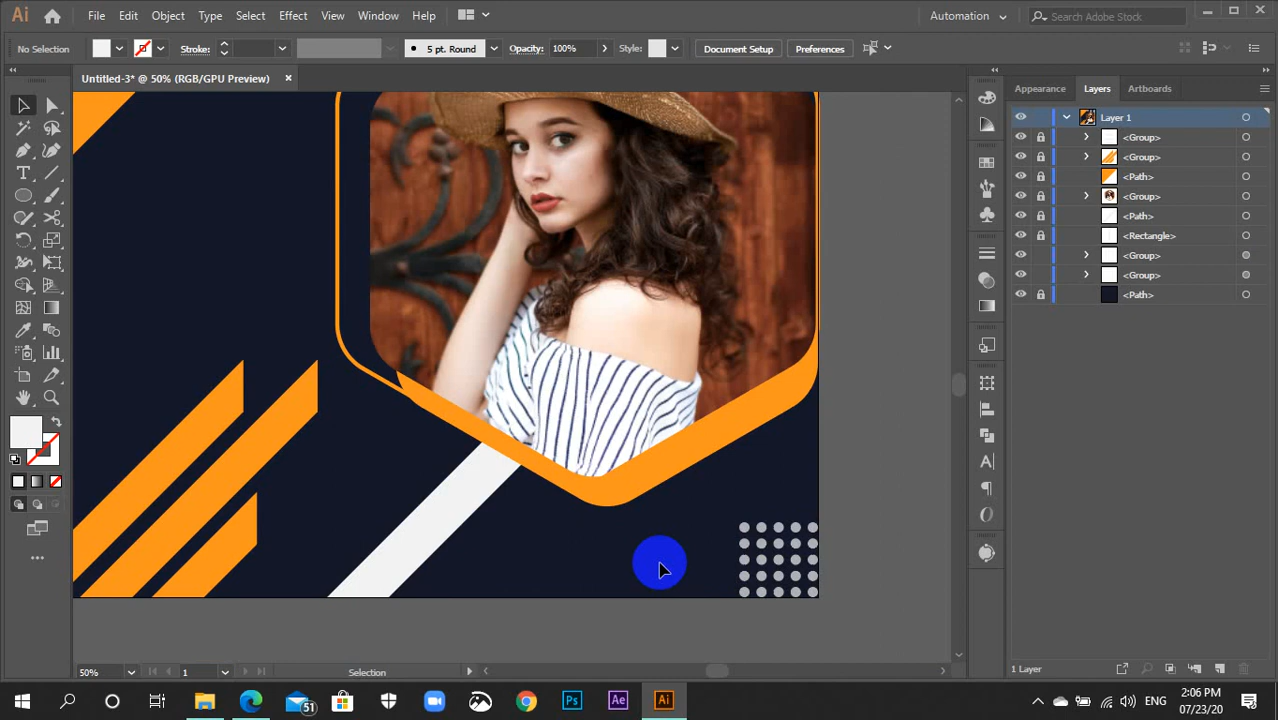 Ai File Edit Object Type Select Effect View Window Help Automation Search Adobe Stock
No Selection Stroke: 5 pt. Round Opacity: 100% Style: Document Setup Preferences
Untitled-3* @ 50% (RGB/GPU Preview)
Appearance Layers Artboards
Layer 1
<Group>
<Group>
<Path>
<Group>
<Path>
<Rectangle>
<Group>
<Group>
<Path>
50% 1 Selection 1 Layer
51 Ps Ae Ai ENG 2:06 PM
07/23/20